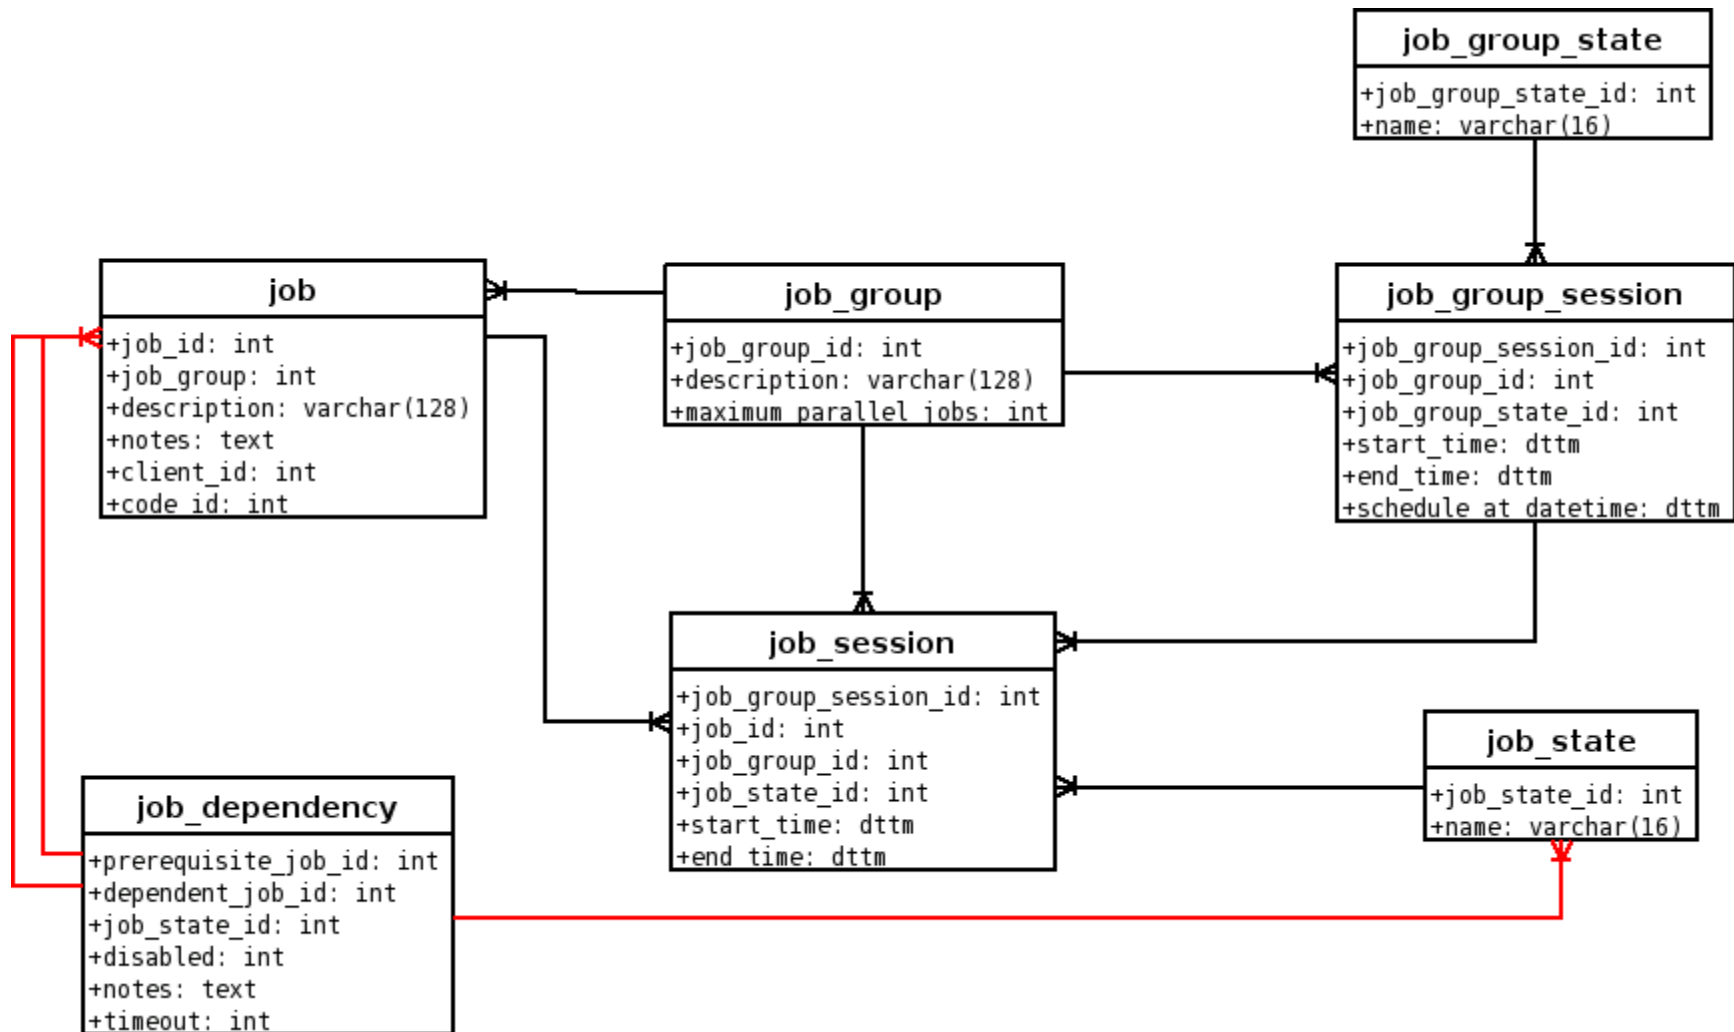 job_group_state
+job_group_state_id: int
+name: varchar(16)
job
+job_id: int
+job_group: int
+description: varchar(128)
+notes: text
+client_id: int
+code_id: int
job_group
+job_group_id: int
+description: varchar(128)
+maximum_parallel_jobs: int
job_group_session
+job_group_session_id: int
+job_group_id: int
+job_group_state_id: int
+start_time: dttm
+end_time: dttm
+schedule_at_datetime: dttm
job_session
+job_group_session_id: int
+job_id: int
+job_group_id: int
+job_state_id: int
+start_time: dttm
+end_time: dttm
job_state
+job_state_id: int
+name: varchar(16)
job_dependency
+prerequisite_job_id: int
+dependent_job_id: int
+job_state_id: int
+disabled: int
+notes: text
+timeout: int